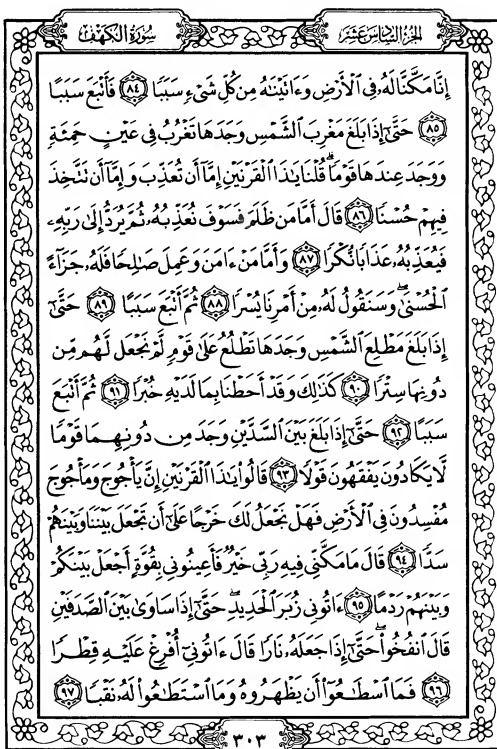 الجزء السادس عشر
سورة الكهف
إِنَّا مَكَّنَّا لَهُۥ فِى ٱلْأَرْضِ وَءَاتَيْنَٰهُ مِن كُلِّ شَىْءٍ سَبَبًا ٨٤ فَأَتْبَعَ سَبَبًا
٨٥ حَتَّىٰٓ إِذَا بَلَغَ مَغْرِبَ ٱلشَّمْسِ وَجَدَهَا تَغْرُبُ فِى عَيْنٍ حَمِئَةٍ
وَوَجَدَ عِندَهَا قَوْمًا ۗ قُلْنَا يَٰذَا ٱلْقَرْنَيْنِ إِمَّآ أَن تُعَذِّبَ وَإِمَّآ أَن تَتَّخِذَ
فِيهِمْ حُسْنًا ٨٦ قَالَ أَمَّا مَن ظَلَمَ فَسَوْفَ نُعَذِّبُهُۥ ثُمَّ يُرَدُّ إِلَىٰ رَبِّهِۦ
فَيُعَذِّبُهُۥ عَذَابًا نُّكْرًا ٨٧ وَأَمَّا مَنْ ءَامَنَ وَعَمِلَ صَٰلِحًا فَلَهُۥ جَزَآءً
ٱلْحُسْنَىٰ ۖ وَسَنَقُولُ لَهُۥ مِنْ أَمْرِنَا يُسْرًا ٨٨ ثُمَّ أَتْبَعَ سَبَبًا ٨٩ حَتَّىٰٓ
إِذَا بَلَغَ مَطْلِعَ ٱلشَّمْسِ وَجَدَهَا تَطْلُعُ عَلَىٰ قَوْمٍ لَّمْ نَجْعَل لَّهُم مِّن
دُونِهَا سِتْرًا ٩٠ كَذَٰلِكَ وَقَدْ أَحَطْنَا بِمَا لَدَيْهِ خُبْرًا ٩١ ثُمَّ أَتْبَعَ
سَبَبًا ٩٢ حَتَّىٰٓ إِذَا بَلَغَ بَيْنَ ٱلسَّدَّيْنِ وَجَدَ مِن دُونِهِمَا قَوْمًا
لَّا يَكَادُونَ يَفْقَهُونَ قَوْلًا ٩٣ قَالُوا۟ يَٰذَا ٱلْقَرْنَيْنِ إِنَّ يَأْجُوجَ وَمَأْجُوجَ
مُفْسِدُونَ فِى ٱلْأَرْضِ فَهَلْ نَجْعَلُ لَكَ خَرْجًا عَلَىٰٓ أَن تَجْعَلَ بَيْنَنَا وَبَيْنَهُمْ
سَدًّا ٩٤ قَالَ مَا مَكَّنِّى فِيهِ رَبِّى خَيْرٌ فَأَعِينُونِى بِقُوَّةٍ أَجْعَلْ بَيْنَكُمْ
وَبَيْنَهُمْ رَدْمًا ٩٥ ءَاتُونِى زُبَرَ ٱلْحَدِيدِ ۖ حَتَّىٰٓ إِذَا سَاوَىٰ بَيْنَ ٱلصَّدَفَيْنِ
قَالَ ٱنفُخُوا۟ ۖ حَتَّىٰٓ إِذَا جَعَلَهُۥ نَارًا قَالَ ءَاتُونِىٓ أُفْرِغْ عَلَيْهِ قِطْرًا
٩٦ فَمَا ٱسْطَٰعُوٓا۟ أَن يَظْهَرُوهُ وَمَا ٱسْتَطَٰعُوا۟ لَهُۥ نَقْبًا ٩٧
٣٠٣